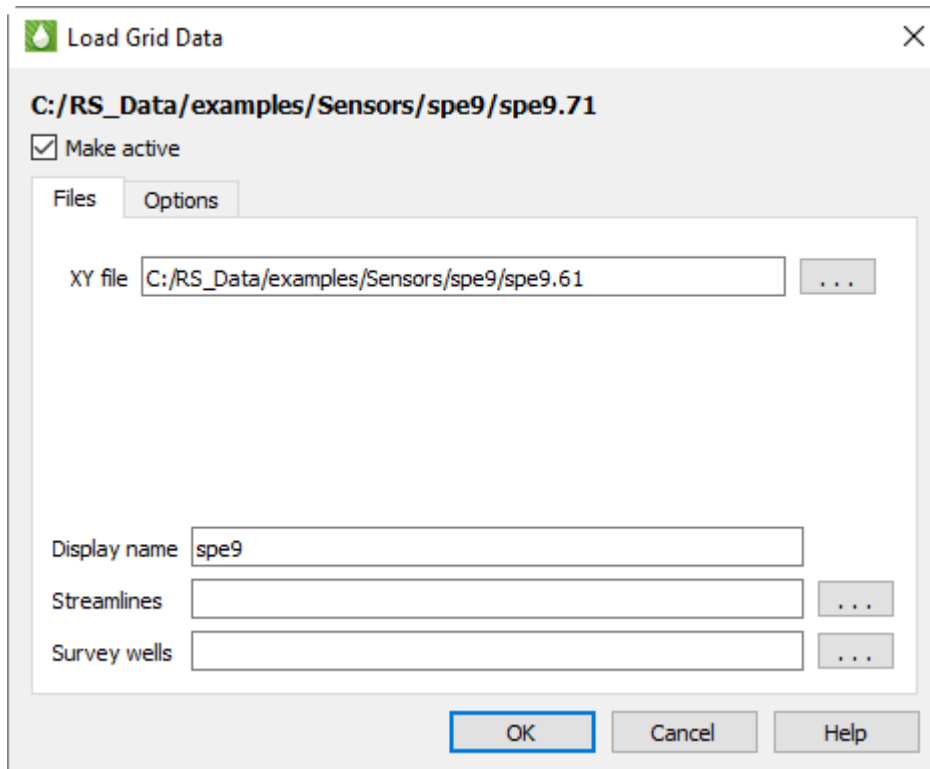 Load Grid Data
C:/RS_Data/examples/Sensors/spe9/spe9.71
Make active
Files Options
XY file C:/RS_Data/examples/Sensors/spe9/spe9.61 ...
Display name spe9
Streamlines ...
Survey wells ...
OK Cancel Help